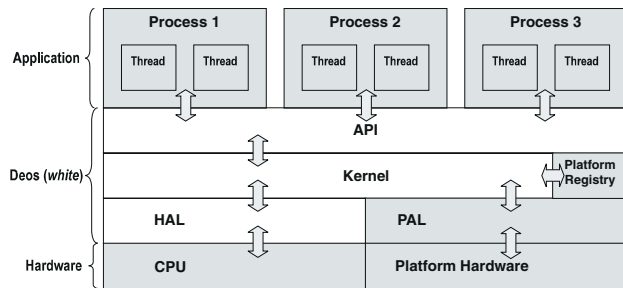 Process 1 Process 2 Process 3
Application
Thread Thread Thread Thread Thread Thread
API
Deos (white)
Kernel
Platform
Registry
HAL PAL
Hardware
CPU Platform Hardware